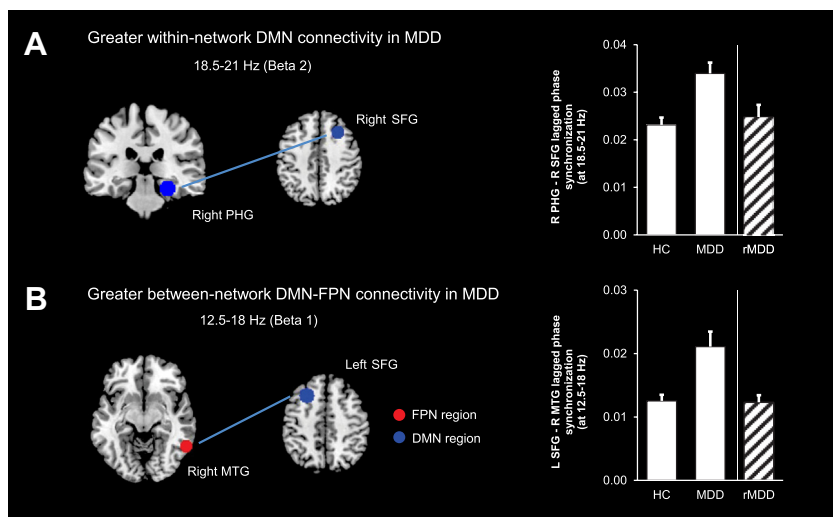 A
Greater within-network DMN connectivity in MDD
18.5-21 Hz (Beta 2)
Right SFG
Right PHG
R PHG - R SFG lagged phase
synchronization
(at 18.5-21 Hz)
0.04
0.03
0.02
0.01
0.00
HC
MDD
rMDD
B
Greater between-network DMN-FPN connectivity in MDD
12.5-18 Hz (Beta 1)
Left SFG
FPN region
DMN region
Right MTG
L SFG - R MTG lagged phase
synchronization
(at 12.5-18 Hz)
0.03
0.02
0.01
0.00
HC
MDD
rMDD